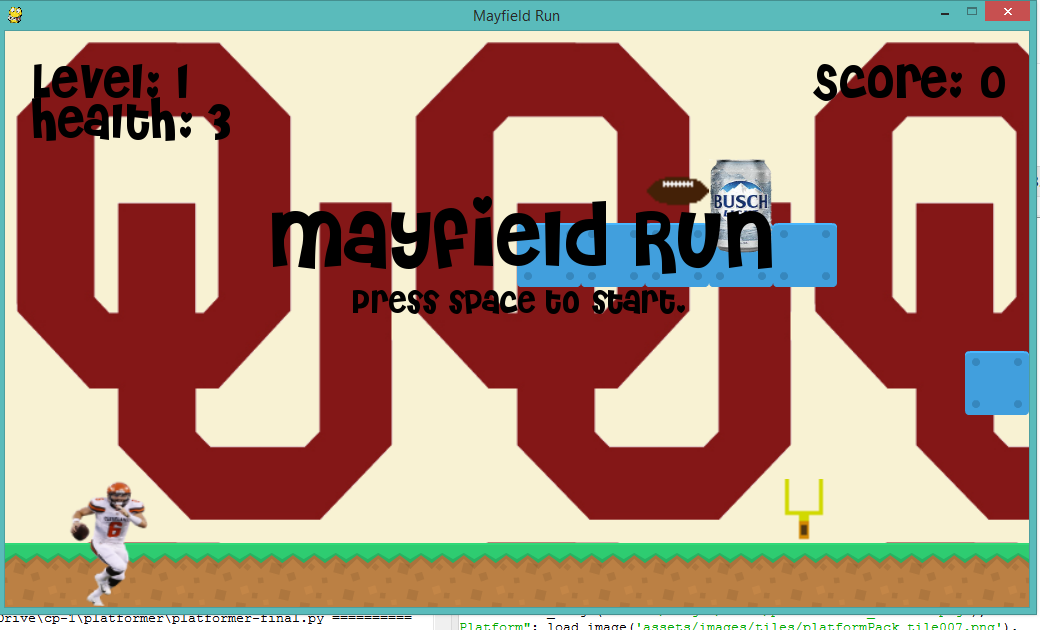 Mayfield Run
Level: 1
Score: 0
health: 3
BUSCH
mayfield Run
Press space to start.
6
Drive\cp-1\platformer\platformer-final.py ==========
Platform": load_image('assets/images/tiles/platformPack_tile007.png'),